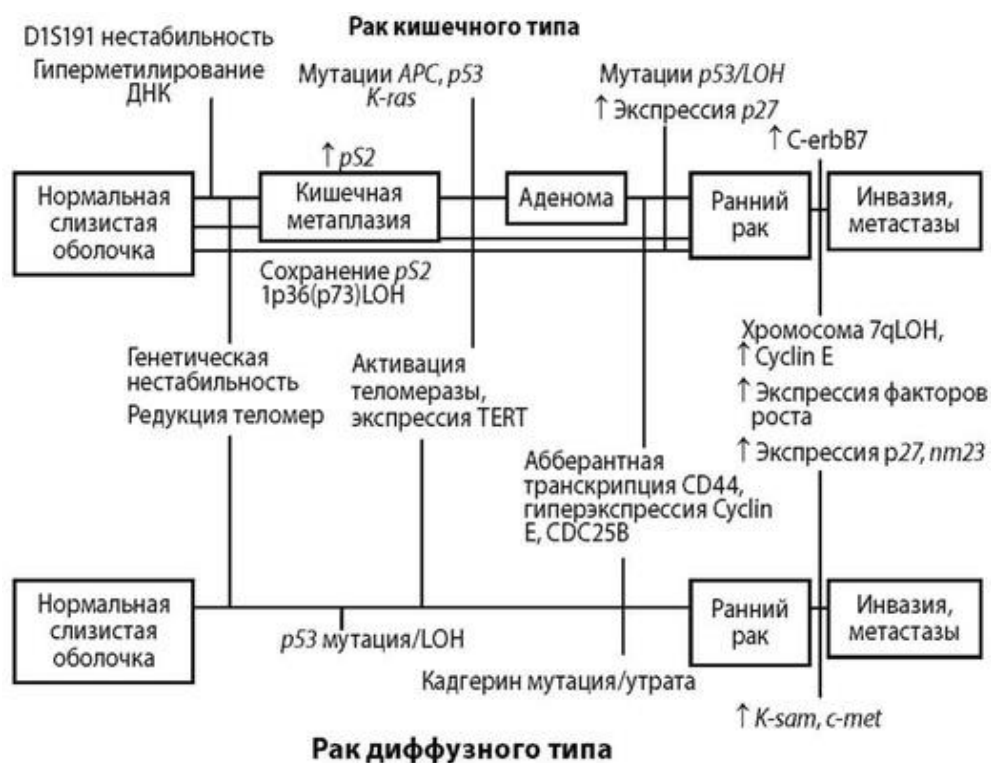 Рак кишечного типа
D1S191 нестабильность
Гиперметилирование
ДНК
Мутации APC, p53
K-ras
Мутации p53/LOH
↑ Экспрессия p27
↑ C-erbB7
↑ pS2
Нормальная
слизистая
оболочка
Кишечная
метаплазия
Аденома
Ранний
рак
Инвазия,
метастазы
Сохранение pS2
1p36(p73)LOH
Генетическая
нестабильность
Редукция теломер
Активация
теломеразы,
экспрессия TERT
Хромосома 7qLOH,
↑ Cyclin E
↑ Экспрессия факторов
роста
↑ Экспрессия p27, nm23
Абберантная
транскрипция CD44,
гиперэкспрессия Cyclin
E, CDC25B
Нормальная
слизистая
оболочка
p53 мутация/LOH
Ранний
рак
Инвазия,
метастазы
Кадгерин мутация/утрата
↑ K-sam, c-met
Рак диффузного типа